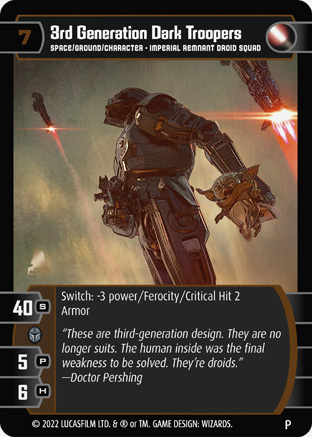 7
3rd Generation Dark Troopers
SPACE/GROUND/CHARACTER - IMPERIAL REMNANT DROID SQUAD
40 S
5 P
6 H
Switch: -3 power/Ferocity/Critical Hit 2
Armor
“These are third-generation design. They are no
longer suits. The human inside was the final
weakness to be solved. They’re droids.”
—Doctor Pershing
© 2022 LUCASFILM LTD. & ® or TM. GAME DESIGN: WIZARDS.
P